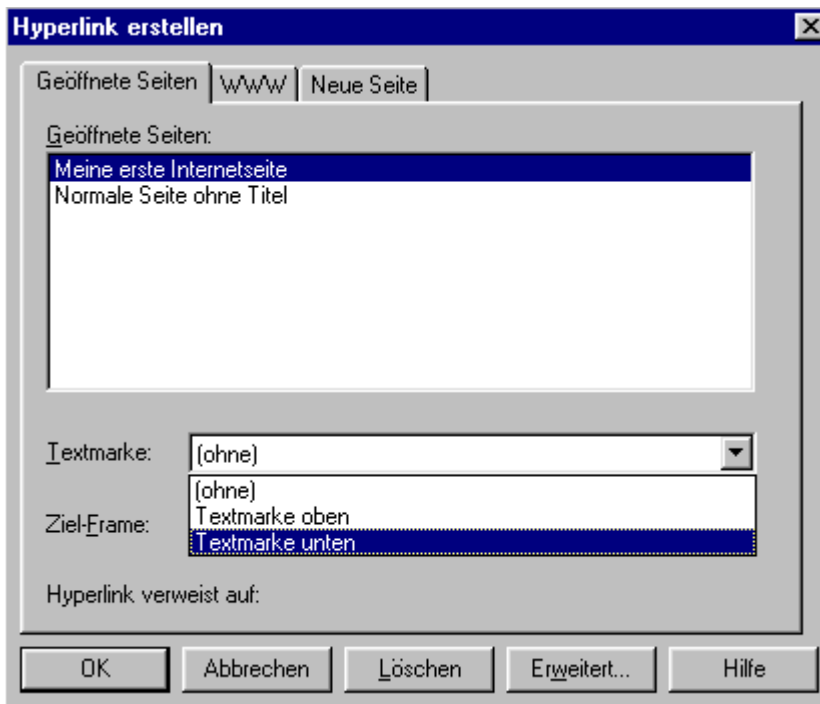 Hyperlink erstellen
Geöffnete Seiten WWW Neue Seite
Geöffnete Seiten:
Meine erste Internetseite
Normale Seite ohne Titel
Textmarke: (ohne)
(ohne)
Textmarke oben
Ziel-Frame: Textmarke unten
Hyperlink verweist auf:
OK Abbrechen Löschen Erweitert... Hilfe